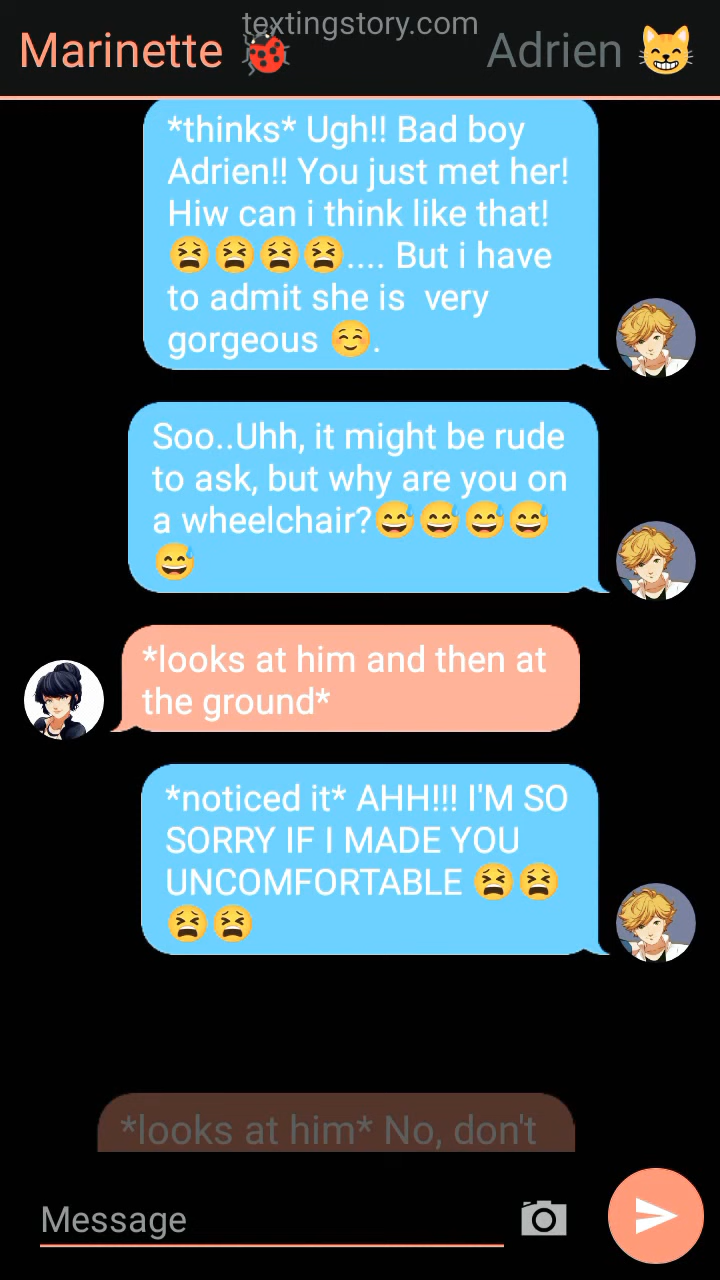 textingstory.com
Marinette 🐞 Adrien 😸
*thinks* Ugh!! Bad boy
Adrien!! You just met her!
Hiw can i think like that!
😫😫😫😫.... But i have
to admit she is  very
gorgeous ☺️.
Soo..Uhh, it might be rude
to ask, but why are you on
a wheelchair?😅😅😅😅
😅
*looks at him and then at
the ground*
*noticed it* AHH!!! I'M SO
SORRY IF I MADE YOU
UNCOMFORTABLE 😫😫
😫😫
*looks at him* No, don't
Message